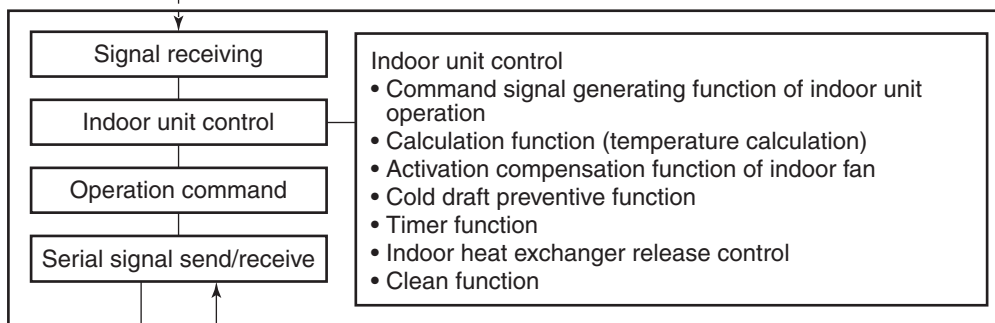 Signal receiving
Indoor unit control
Operation command
Serial signal send/receive
Indoor unit control
• Command signal generating function of indoor unit
operation
• Calculation function (temperature calculation)
• Activation compensation function of indoor fan
• Cold draft preventive function
• Timer function
• Indoor heat exchanger release control
• Clean function